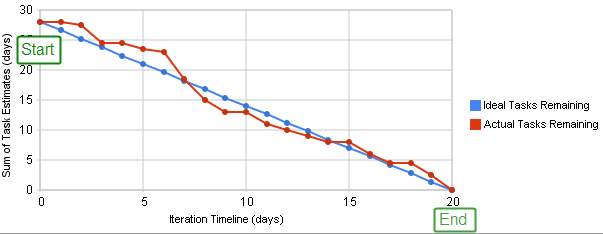 30
Start
20
15
10
5
0
Sum of Task Estimates (days)
0
5
10
15
20
Iteration Timeline (days)
End
Ideal Tasks Remaining
Actual Tasks Remaining